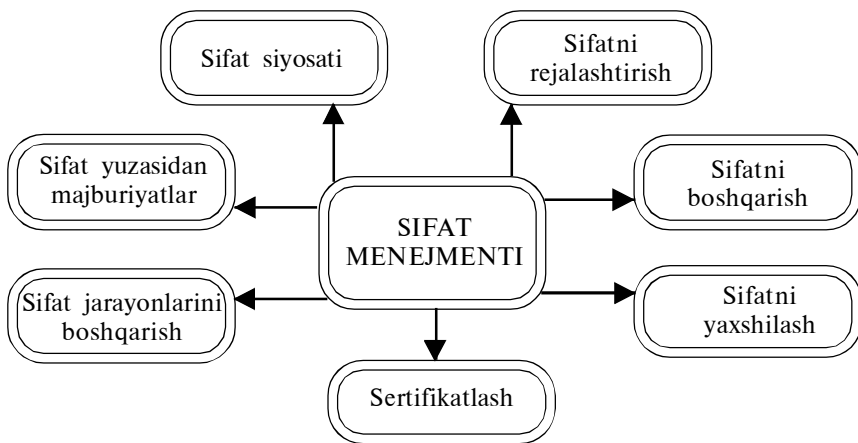 Sifat siyosati
Sifatni
rejalashtirish
Sifat yuzasidan
majburiyatlar
Sifatni
boshqarish
SIFAT
MENEJMENTI
Sifat jarayonlarini
boshqarish
Sifatni
yaxshilash
Sertifikatlash